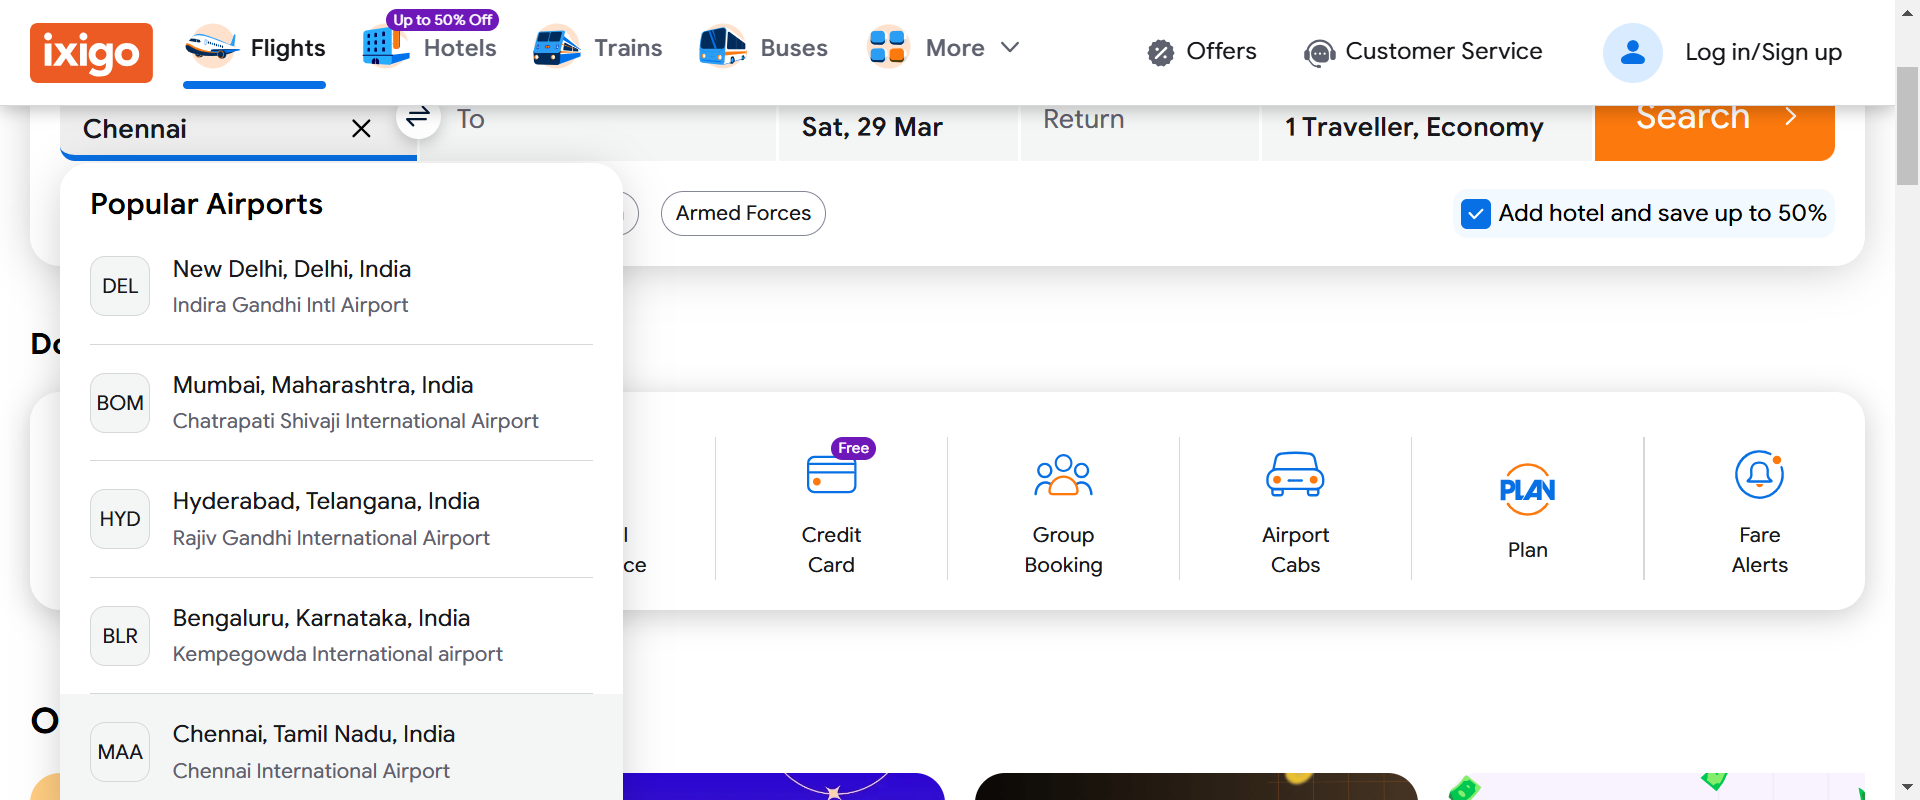 ixigo
Flights
Up to 50% Off
Hotels
Trains
Buses
More
Offers
Customer Service
Log in/Sign up
Chennai
To
Sat, 29 Mar
Return
1 Traveller, Economy
Search
Armed Forces
Add hotel and save up to 50%
Popular Airports
DEL
New Delhi, Delhi, India
Indira Gandhi Intl Airport
BOM
Mumbai, Maharashtra, India
Chatrapati Shivaji International Airport
HYD
Hyderabad, Telangana, India
Rajiv Gandhi International Airport
BLR
Bengaluru, Karnataka, India
Kempegowda International airport
MAA
Chennai, Tamil Nadu, India
Chennai International Airport
Free
Credit
Card
Group
Booking
Airport
Cabs
PLAN
Plan
Fare
Alerts